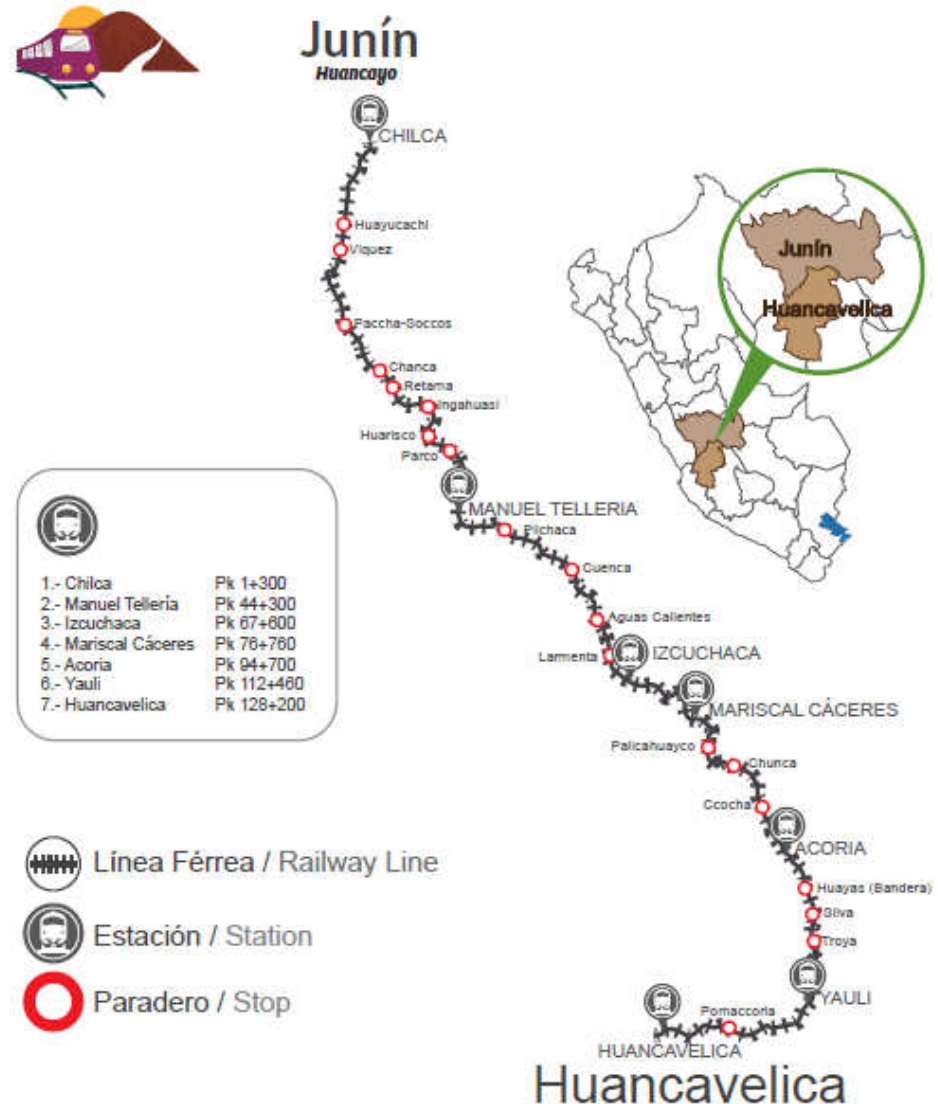 Junín
Huancayo
CHILCA
Huayucachi
Viquez
Paccha-Soccos
Chanca
Retama
Ingahuasi
Huarisco
Parco
MANUEL TELLERIA
Pilchaca
Cuenca
Aguas Calientes
Larmenta
IZCUCHACA
MARISCAL CÁCERES
Palicahuayco
Chunca
Ccocha
ACORIA
Huayas (Bandera)
Silva
Troya
YAULI
Pomaccoria
HUANCAVELICA
Huancavelica
Junín
Huancavelica
1.- Chilca Pk 1+300
2.- Manuel Tellería Pk 44+300
3.- Izcuchaca Pk 67+600
4.- Mariscal Cáceres Pk 76+760
5.- Acoria Pk 94+700
6.- Yauli Pk 112+460
7.- Huancavelica Pk 128+200
Línea Férrea / Railway Line
Estación / Station
Paradero / Stop